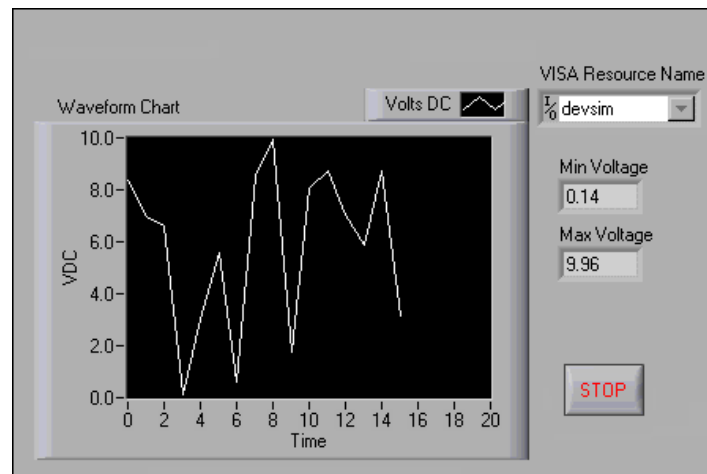 VISA Resource Name
Waveform Chart
Volts DC
I/O devsim
10.0
8.0
6.0
4.0
2.0
0.0
VDC
0 2 4 6 8 10 12 14 16 18 20
Time
Min Voltage
0.14
Max Voltage
9.96
STOP